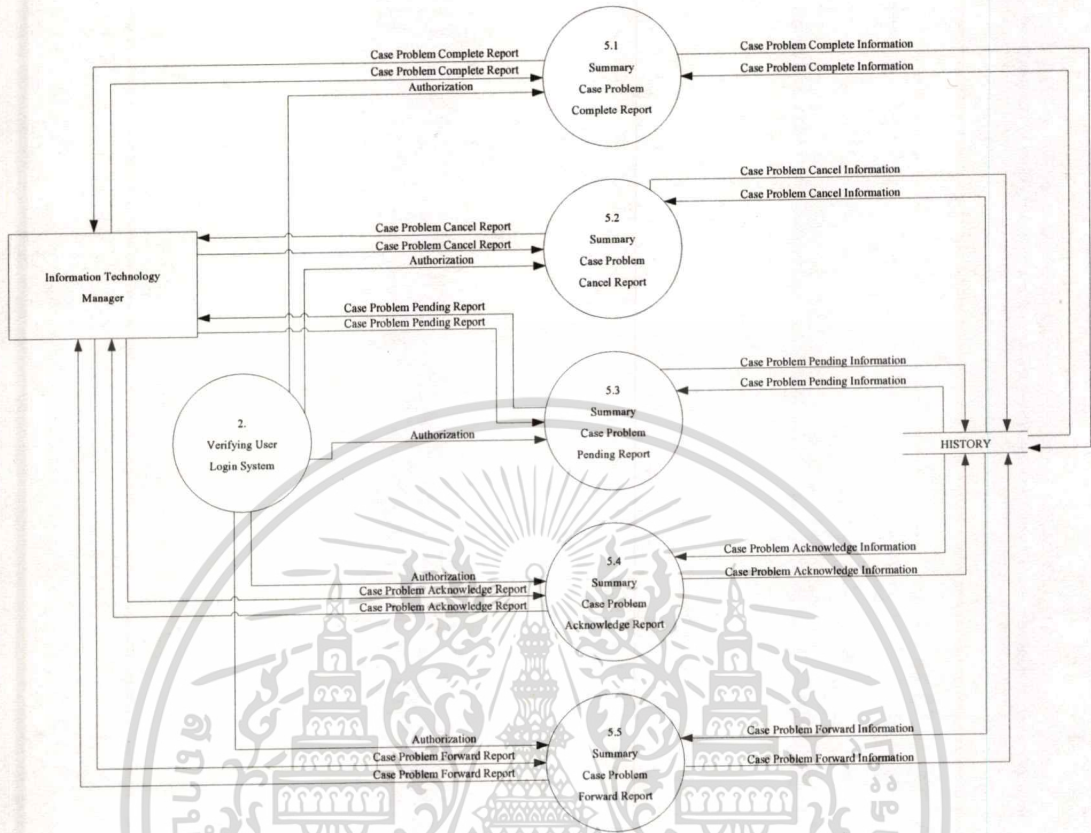 Case Problem Complete Report
Case Problem Complete Report
Authorization
5.1
Summary
Case Problem
Complete Report
Case Problem Complete Information
Case Problem Complete Information
Case Problem Cancel Report
Case Problem Cancel Report
Authorization
5.2
Summary
Case Problem
Cancel Report
Case Problem Cancel Information
Case Problem Cancel Information
Information Technology
Manager
Case Problem Pending Report
Case Problem Pending Report
Authorization
5.3
Summary
Case Problem
Pending Report
Case Problem Pending Information
Case Problem Pending Information
2.
Verifying User
Login System
HISTORY
Authorization
Case Problem Acknowledge Report
Case Problem Acknowledge Report
5.4
Summary
Case Problem
Acknowledge Report
Case Problem Acknowledge Information
Case Problem Acknowledge Information
Authorization
Case Problem Forward Report
Case Problem Forward Report
5.5
Summary
Case Problem
Forward Report
Case Problem Forward Information
Case Problem Forward Information